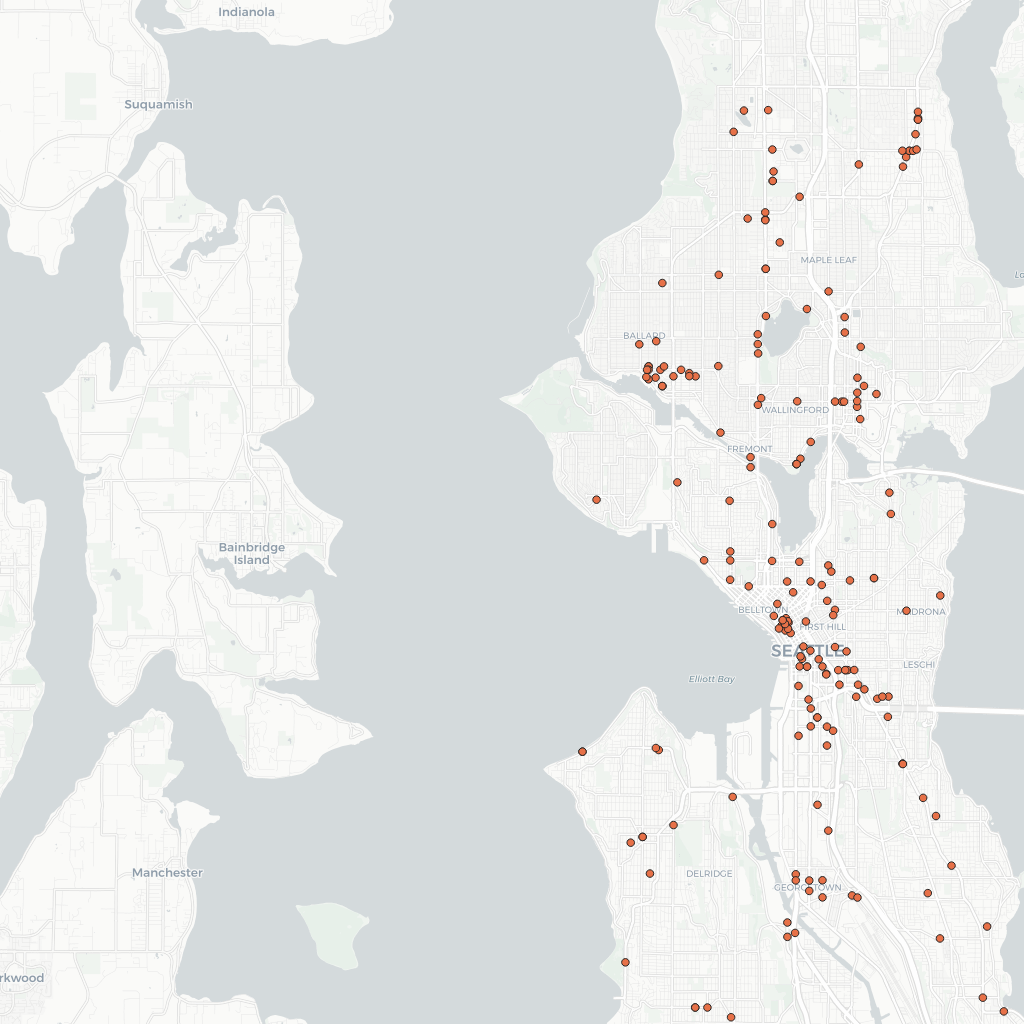 Indianola
Suquamish
MAPLE LEAF
BALLARD
WALLINGFORD
FREMONT
Bainbridge
Island
BELLTOWN
MADRONA
FIRST HILL
SEATTLE
LESCHI
Elliott Bay
Manchester
DELRIDGE
GEORGETOWN
rkwood